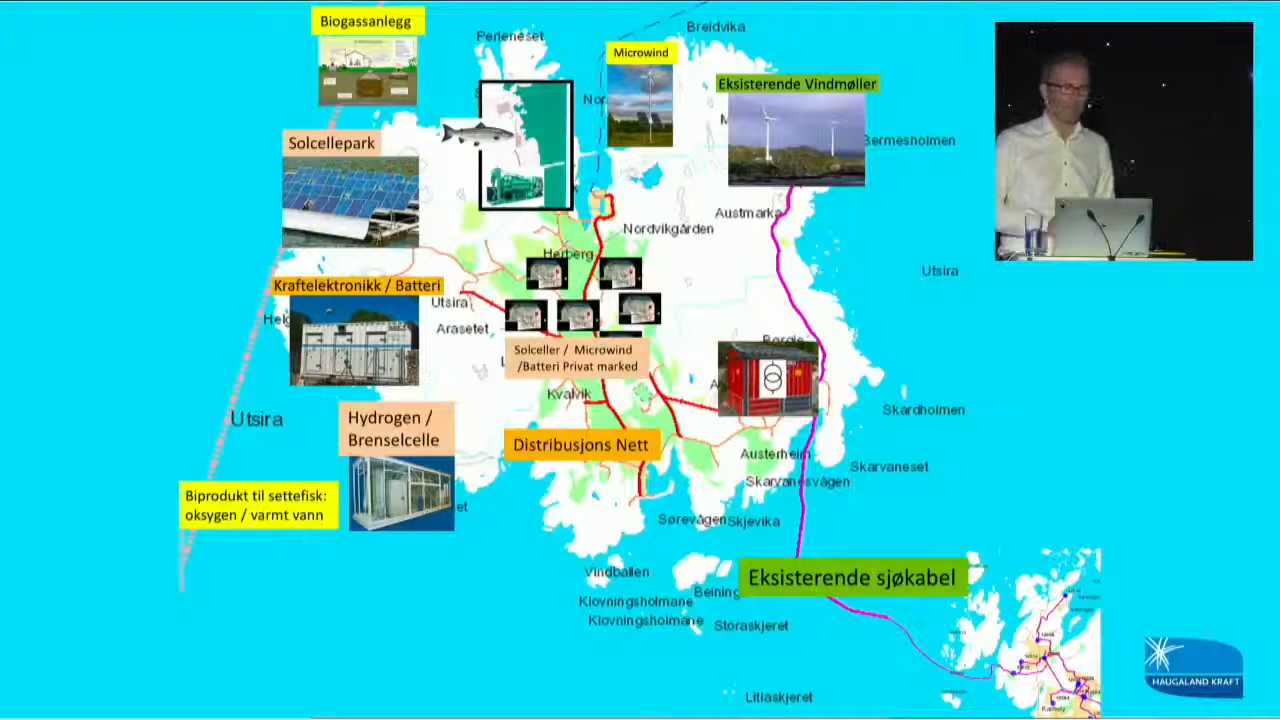 Biogassanlegg
Perleneset
Breidvika
Microwind
Eksisterende Vindmøller
Nor
Bermesholmen
Solcellepark
Austmarka
Nordvikgården
Herberg
Utsira
Kraftelektronikk / Batteri
Utsira
Arasetet
Solceller / Microwind
/Batteri Privat marked
Kvalvik
Utsira
Hydrogen /
Brenselcelle
Skardholmen
Distribusjons Nett
Austerheim
Skarvaneset
Skarvanesvågen
Biprodukt til settefisk:
oksygen / varmt vann
Sørevågen
Skjevika
Vindballen
Eksisterende sjøkabel
Beining
Klovningsholmane
Klovningsholmane
Storaskjeret
Litlaskjeret
HAUGALAND KRAFT